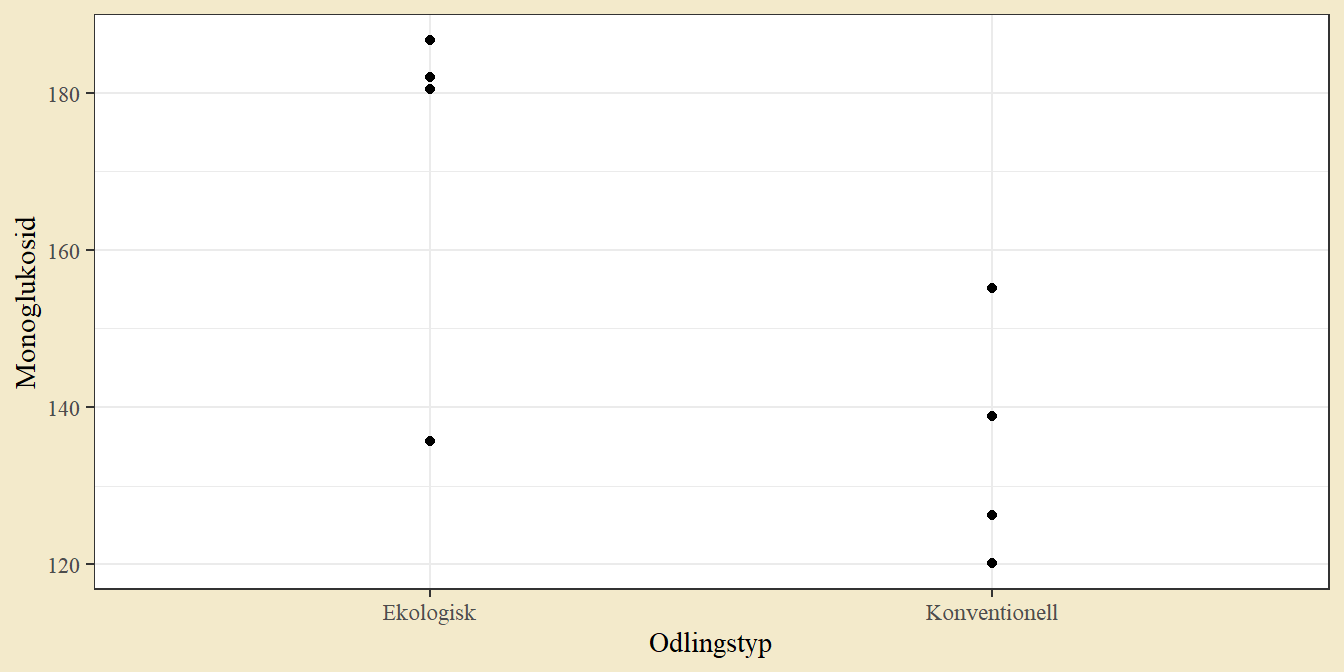 Monoglukosid
180
160
140
120
Ekologisk
Konventionell
Odlingstyp